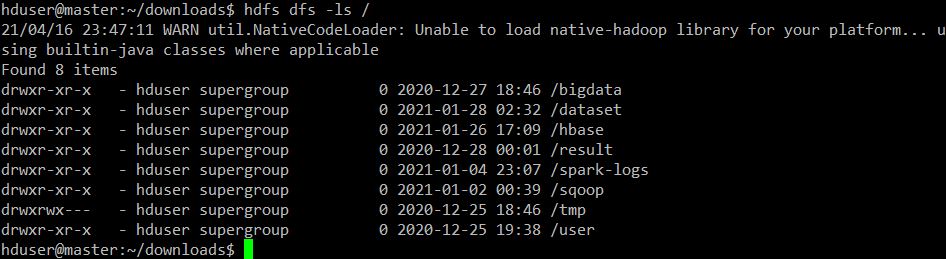 hduser@master:~/downloads$ hdfs dfs -ls /
21/04/16 23:47:11 WARN util.NativeCodeLoader: Unable to load native-hadoop library for your platform... u
sing builtin-java classes where applicable
Found 8 items
drwxr-xr-x   - hduser supergroup          0 2020-12-27 18:46 /bigdata
drwxr-xr-x   - hduser supergroup          0 2021-01-28 02:32 /dataset
drwxr-xr-x   - hduser supergroup          0 2021-01-26 17:09 /hbase
drwxr-xr-x   - hduser supergroup          0 2020-12-28 00:01 /result
drwxr-xr-x   - hduser supergroup          0 2021-01-04 23:07 /spark-logs
drwxr-xr-x   - hduser supergroup          0 2021-01-02 00:39 /sqoop
drwxrwx---   - hduser supergroup          0 2020-12-25 18:46 /tmp
drwxr-xr-x   - hduser supergroup          0 2020-12-25 19:38 /user
hduser@master:~/downloads$